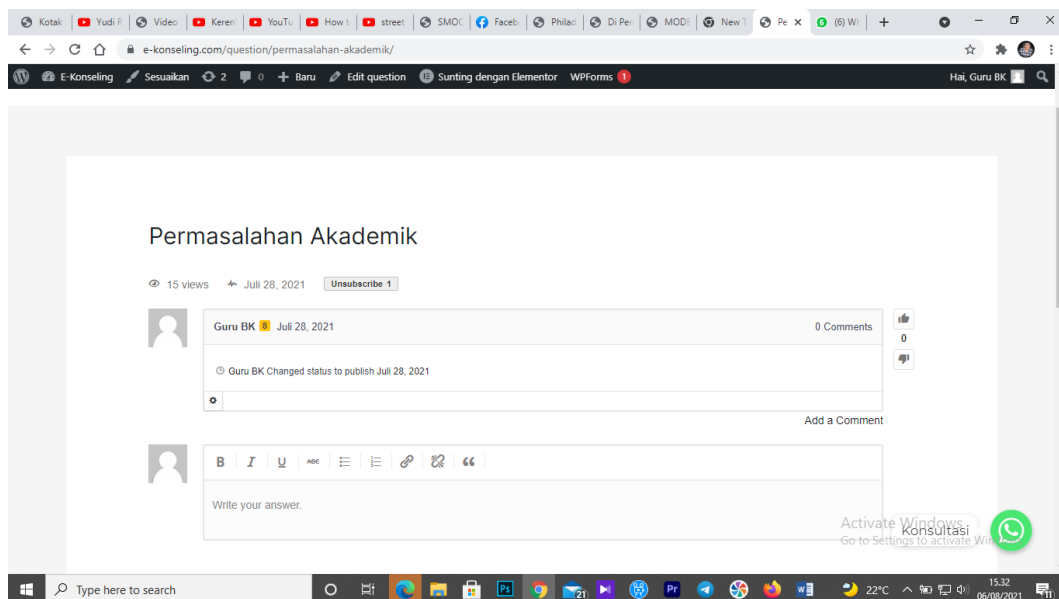 Kotak Yudi R Video Keren YouTu How t street SMOC Faceb Philad Di Per MODE New T Pe (6) Wh
e-konseling.com/question/permasalahan-akademik/
E-Konseling Sesuaikan 2 0 Baru Edit question Sunting dengan Elementor WPForms 1 Hai, Guru BK
Permasalahan Akademik
15 views Juli 28, 2021 Unsubscribe 1
Guru BK 8 Juli 28, 2021 0 Comments
0
Guru BK Changed status to publish Juli 28, 2021
Add a Comment
B I U ABC
Write your answer.
Activate Windows
Konsultasi
Go to Settings to activate Win
Type here to search Ps 21 Pr 22°C 15.32
06/08/2021 11